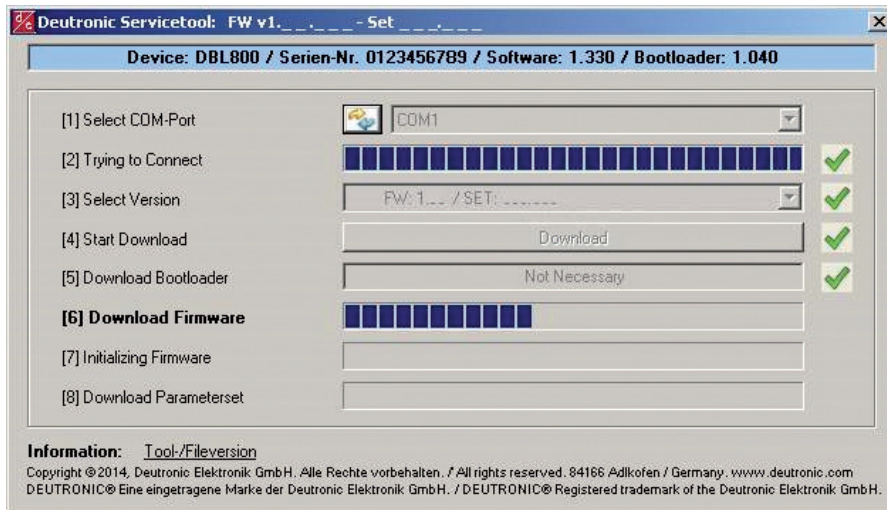 d/e Deutronic Servicetool: FW v1._ _ ._ _ _ - Set _ _ _._ _ _
Device: DBL800 / Serien-Nr. 0123456789 / Software: 1.330 / Bootloader: 1.040
[1] Select COM-Port COM1
[2] Trying to Connect
[3] Select Version FW: 1.__ / SET: ___.___
[4] Start Download Download
[5] Download Bootloader Not Necessary
[6] Download Firmware
[7] Initializing Firmware
[8] Download Parameterset
Information: Tool-/Fileversion
Copyright ©2014, Deutronic Elektronik GmbH. Alle Rechte vorbehalten. / All rights reserved. 84166 Adlkofen / Germany. www.deutronic.com
DEUTRONIC® Eine eingetragene Marke der Deutronic Elektronik GmbH. / DEUTRONIC® Registered trademark of the Deutronic Elektronik GmbH.